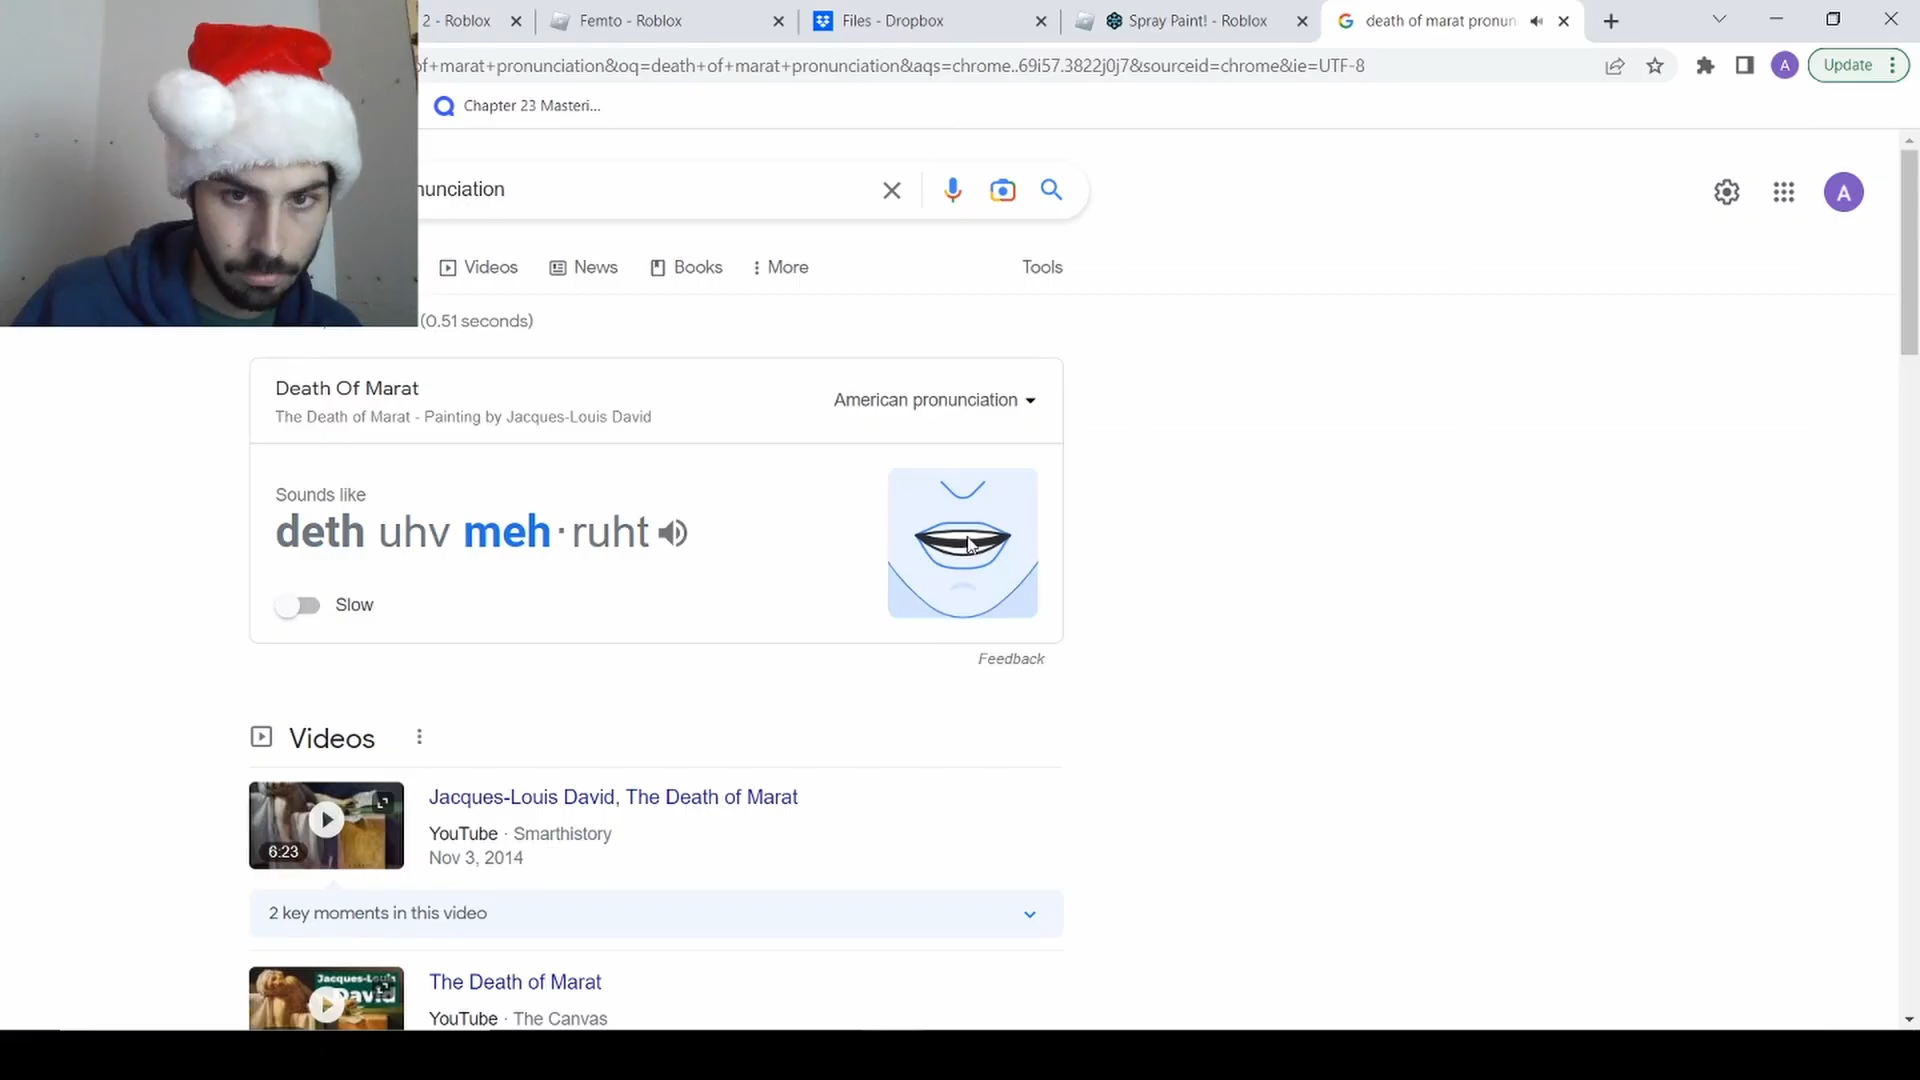 2 - Roblox
Femto - Roblox
Files - Dropbox
Spray Paint! - Roblox
death of marat pronun
of+marat+pronunciation&oq=death+of+marat+pronunciation&aqs=chrome..69i57.3822j0j7&sourceid=chrome&ie=UTF-8
A
Update
Chapter 23 Masteri...
nunciation
A
Videos
News
Books
More
Tools
(0.51 seconds)
Death Of Marat
The Death of Marat - Painting by Jacques-Louis David
American pronunciation
Sounds like
deth uhv meh·ruht
Slow
Feedback
Videos
6:23
Jacques-Louis David, The Death of Marat
YouTube · Smarthistory
Nov 3, 2014
2 key moments in this video
Jacques-Louis
David
The Death of Marat
YouTube · The Canvas